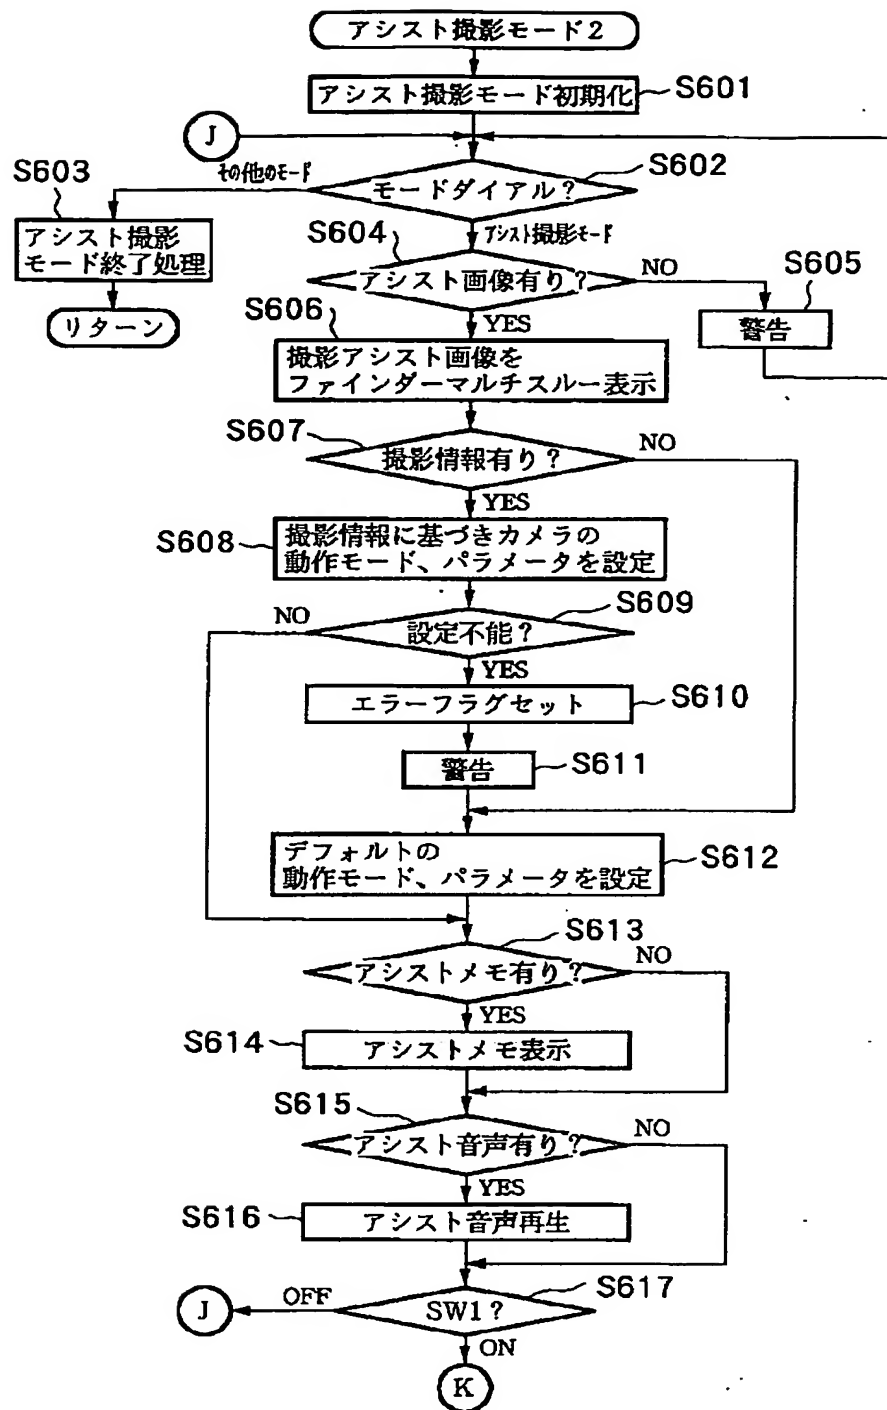 アシスト撮影モード2
アシスト撮影モード初期化
S601
J
S602
モードダイアル?
その他のモード
S603
アシスト撮影
モード終了処理
リターン
アシスト撮影モード
S604
アシスト画像有り?
NO
S605
警告
YES
S606
撮影アシスト画像を
ファインダーマルチスルー表示
S607
撮影情報有り?
NO
YES
S608
撮影情報に基づきカメラの
動作モード、パラメータを設定
S609
NO
設定不能?
YES
エラーフラグセット
S610
警告
S611
デフォルトの
動作モード、パラメータを設定
S612
S613
アシストメモ有り?
NO
YES
S614
アシストメモ表示
S615
アシスト音声有り?
NO
YES
S616
アシスト音声再生
S617
J
OFF
SW1?
ON
K